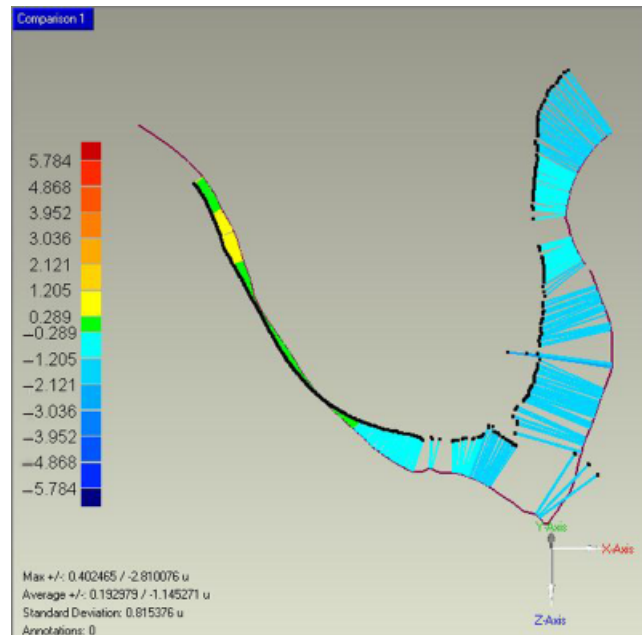 Comparison 1
5.784
4.868
3.952
3.036
2.121
1.205
0.289
−0.289
−1.205
−2.121
−3.036
−3.952
−4.868
−5.784
Y-Axis
X-Axis
Z-Axis
Max +/-: 0.402465 / -2.810076 u
Average +/-: 0.192979 / -1.145271 u
Standard Deviation: 0.815376 u
Annotations: 0